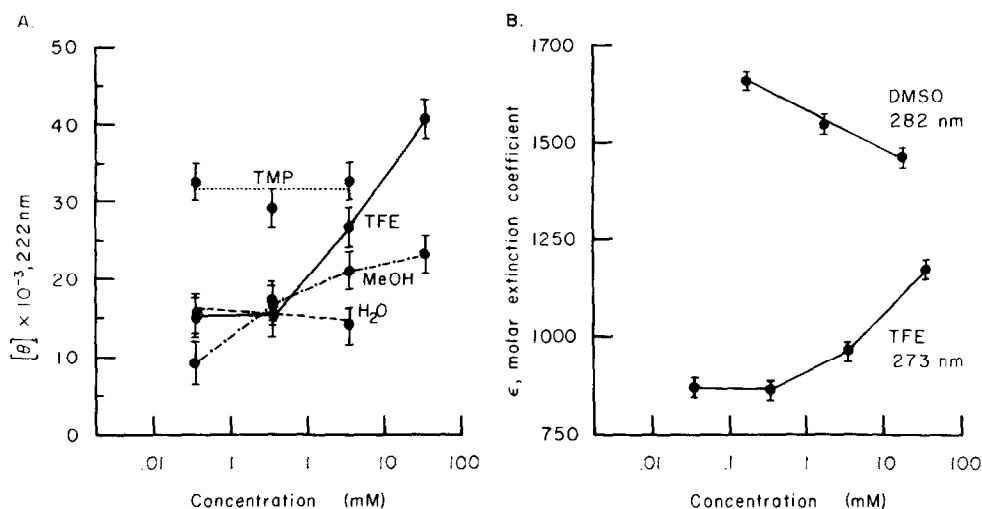 A.
50
40
30
20
10
0
[θ] × 10⁻³, 222nm
TMP
TFE
MeOH
H₂O
.01 1 1 10 100
Concentration (mM)
B.
1700
1500
1250
1000
750
ϵ, molar extinction coefficient
DMSO
282 nm
TFE
273 nm
.01 .1 1 10 100
Concentration (mM)